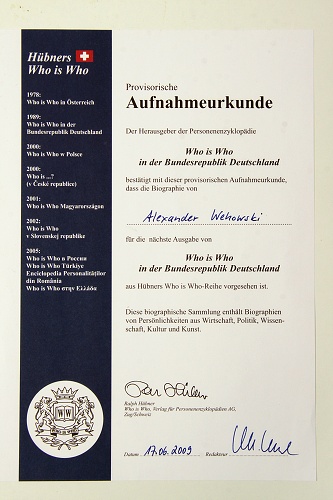 Hübners
Who is Who
1978:
Who is Who in Österreich
1989:
Who is Who in der
Bundesrepublik Deutschland
2000:
Who is Who w Polsce
2000:
Who is ...?
(v České republice)
2001:
Who is Who Magyarországon
2002:
Who is Who
v Slovenskej republike
2005:
Who is Who в России
Who is Who Türkiye
Enciclopedia Personalităţilor
din România
Who is Who στην Ελλάδα
WW
Provisorische
Aufnahmeurkunde
Der Herausgeber der Personenenzyklopädie
Who is Who
in der Bundesrepublik Deutschland
bestätigt mit dieser provisorischen Aufnahmeurkunde,
dass die Biographie von
Alexander Wehowski
für die nächste Ausgabe von
Who is Who
in der Bundesrepublik Deutschland
aus Hübners Who is Who-Reihe vorgesehen ist.
Diese biographische Sammlung enthält Biographien
von Persönlichkeiten aus Wirtschaft, Politik, Wissen-
schaft, Kultur und Kunst.
Ralph Hübner
Who is Who, Verlag für Personenenzyklopädien AG.
Zug/Schweiz
Datum 17.06.2009 Redakteur